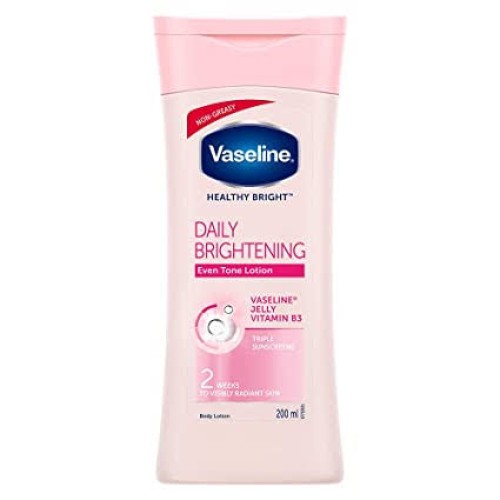 NON-GREASY
Vaseline®
HEALTHY BRIGHT™
DAILY
BRIGHTENING
Even Tone Lotion
VASELINE®
JELLY
VITAMIN B3
TRIPLE
SUNSCREENS
2 WEEKS
TO VISIBLY RADIANT SKIN
Body Lotion
200 ml